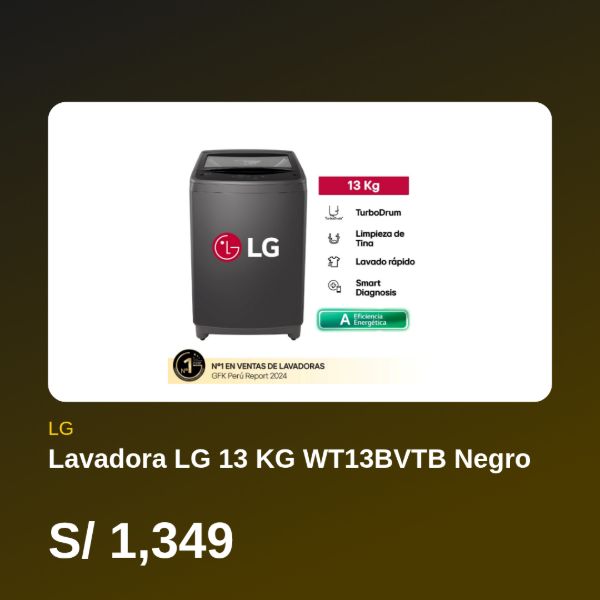 LG
13 Kg
TurboDrum
Limpieza de
Tina
Lavado rápido
Smart
Diagnosis
A Eficiencia
Energética
Nº1 EN VENTAS DE LAVADORAS
GFK Perú Report 2024
LG
Lavadora LG 13 KG WT13BVTB Negro
S/ 1,349